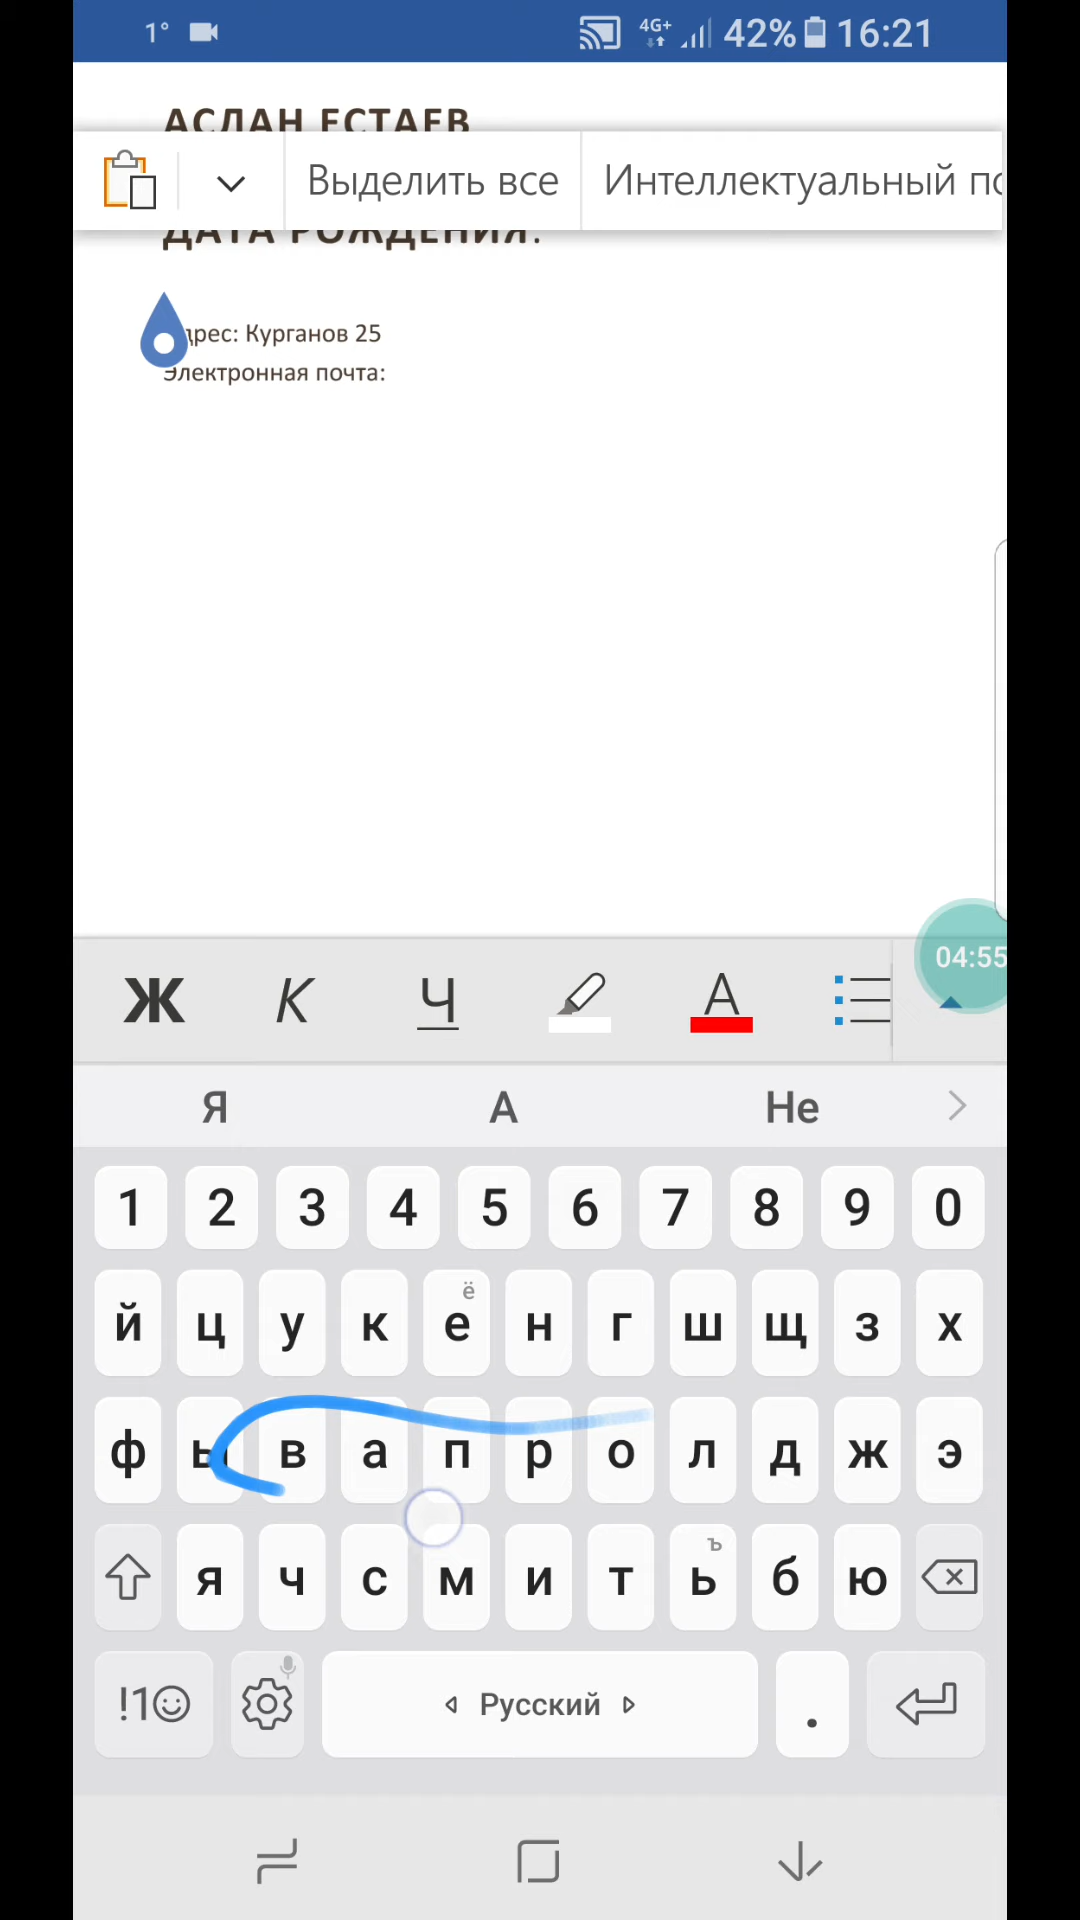 1° 4G+ 42% 16:21
АСЛАН ЕСТАЕВ
Выделить все Интеллектуальный
ДАТА РОЖДЕНИЯ:
Курганов 25
Электронная почта:
04:55
Ж К Ч А
Я А Не
1 2 3 4 5 6 7 8 9 0
ё
й ц у к е н г ш щ з х
ф ы в а п р о л д ж э
ъ
я ч с м и т ь б ю
!1 Русский .